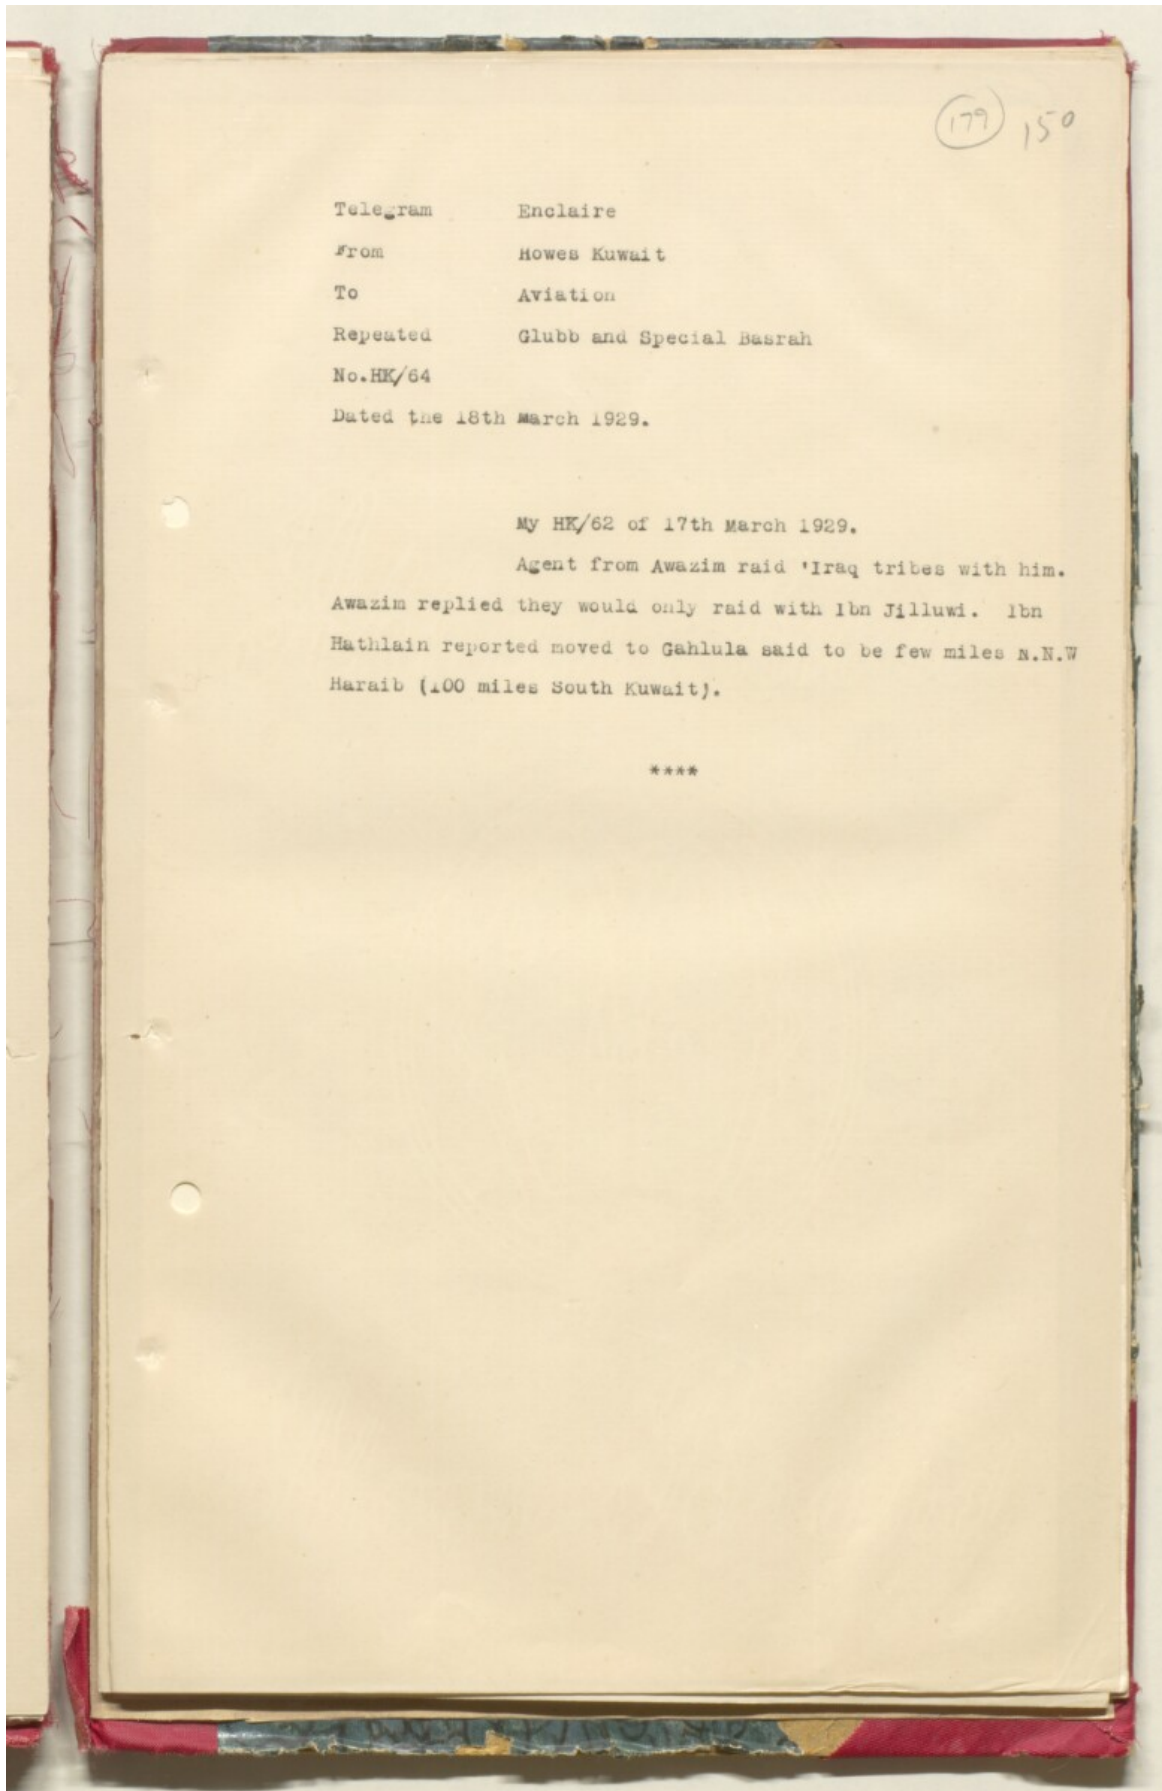 179 150
Telegram Enclaire
From Howes Kuwait
To Aviation
Repeated Glubb and Special Basrah
No.HK/64
Dated the 18th March 1929.
My HK/62 of 17th March 1929.
Agent from Awazim raid 'Iraq tribes with him.
Awazim replied they would only raid with Ibn Jilluwi. Ibn
Hathlain reported moved to Gahlula said to be few miles N.N.W
Haraib (100 miles South Kuwait).
****